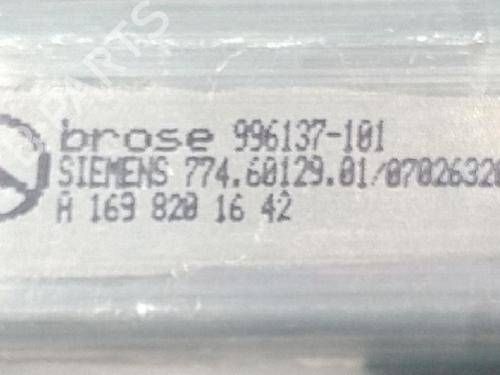 brose 996137-101
SIEMENS 774.60129.01/07026320
A 169 820 16 42